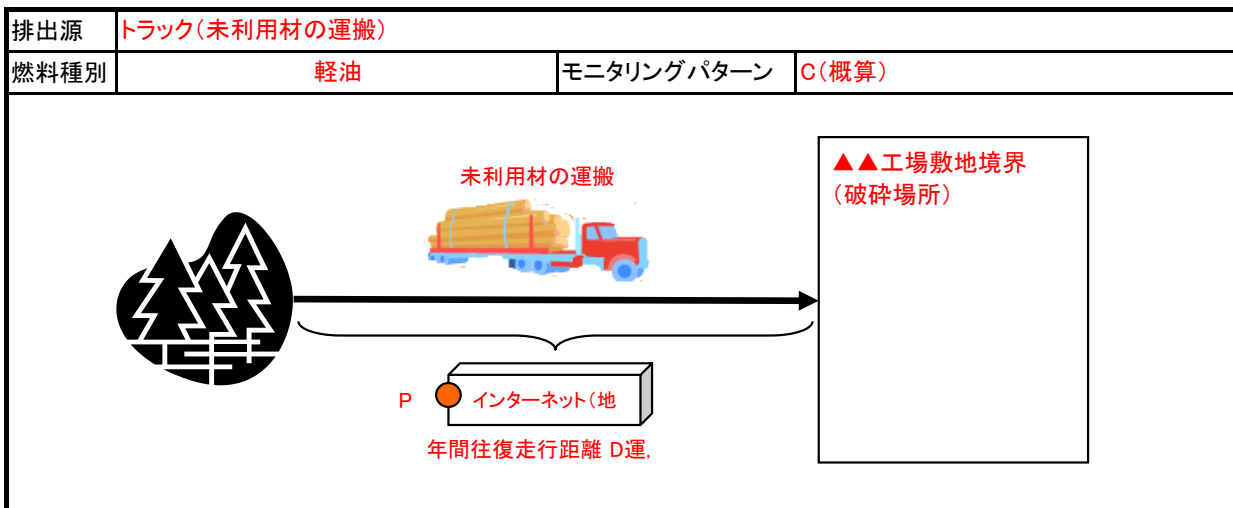 排出源 トラック（未利用材の運搬）
燃料種別 軽油 モニタリングパターン C（概算）
未利用材の運搬
▲▲工場敷地境界
（破砕場所）
P インターネット（地
年間往復走行距離 D運,